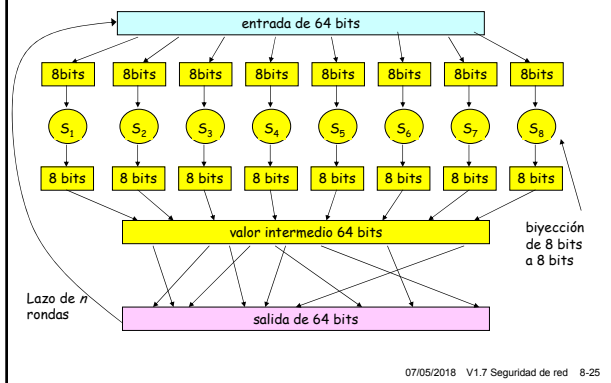 entrada de 64 bits
8bits 8bits 8bits 8bits 8bits 8bits 8bits 8bits
S1 S2 S3 S4 S5 S6 S7 S8
8 bits 8 bits 8 bits 8 bits 8 bits 8 bits 8 bits 8 bits
valor intermedio 64 bits
biyección
de 8 bits
a 8 bits
Lazo de n
rondas
salida de 64 bits
07/05/2018 V1.7 Seguridad de red 8-25